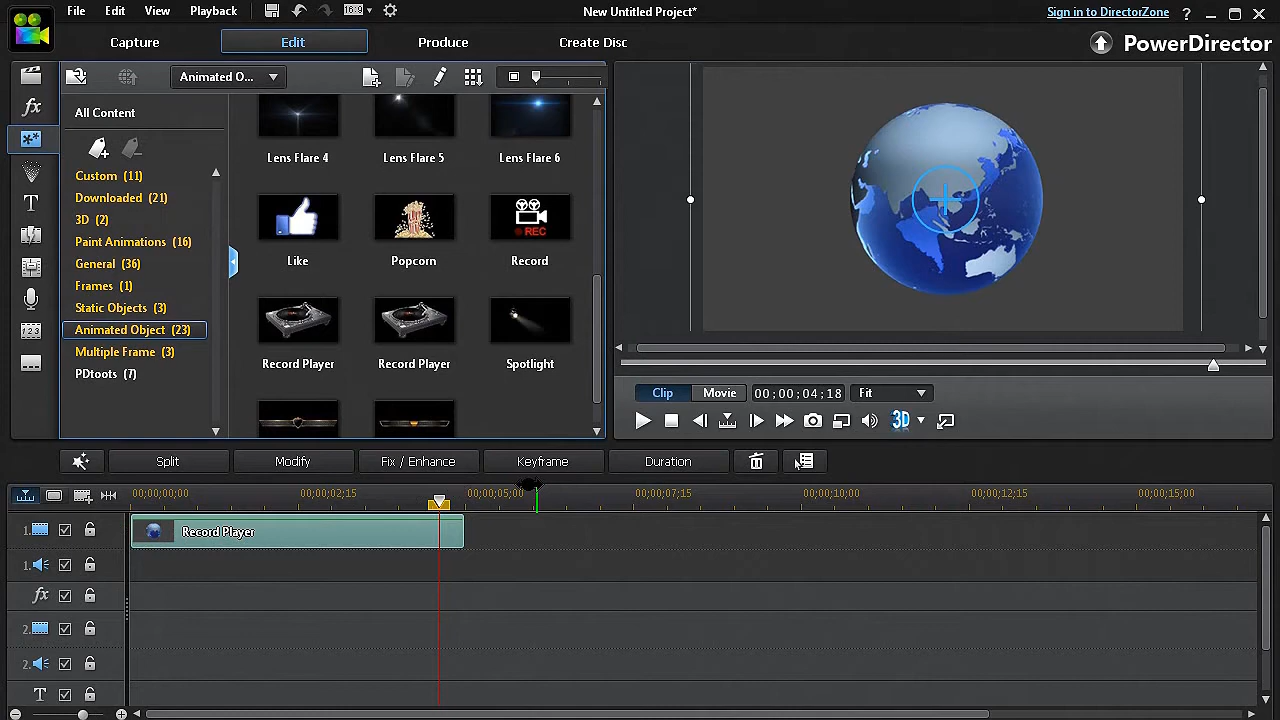 File Edit View Playback 16:9 New Untitled Project* Sign in to DirectorZone ?
Capture Edit Produce Create Disc PowerDirector
Animated O...
All Content
Custom (11)
Downloaded (21)
3D (2)
Paint Animations (16)
General (36)
Frames (1)
Static Objects (3)
Animated Object (23)
Multiple Frame (3)
PDtoots (7)
Lens Flare 4 Lens Flare 5 Lens Flare 6
REC
Like Popcorn Record
Record Player Record Player Spotlight
Clip Movie 00;00;04;18 Fit
3D
Split Modify Fix / Enhance Keyframe Duration
00;00;00;00 00;00;02;15 00;00;05;00 00;00;07;15 00;00;10;00 00;00;12;15 00;00;15;00
1. Record Player
1.
fx
2.
2.
T